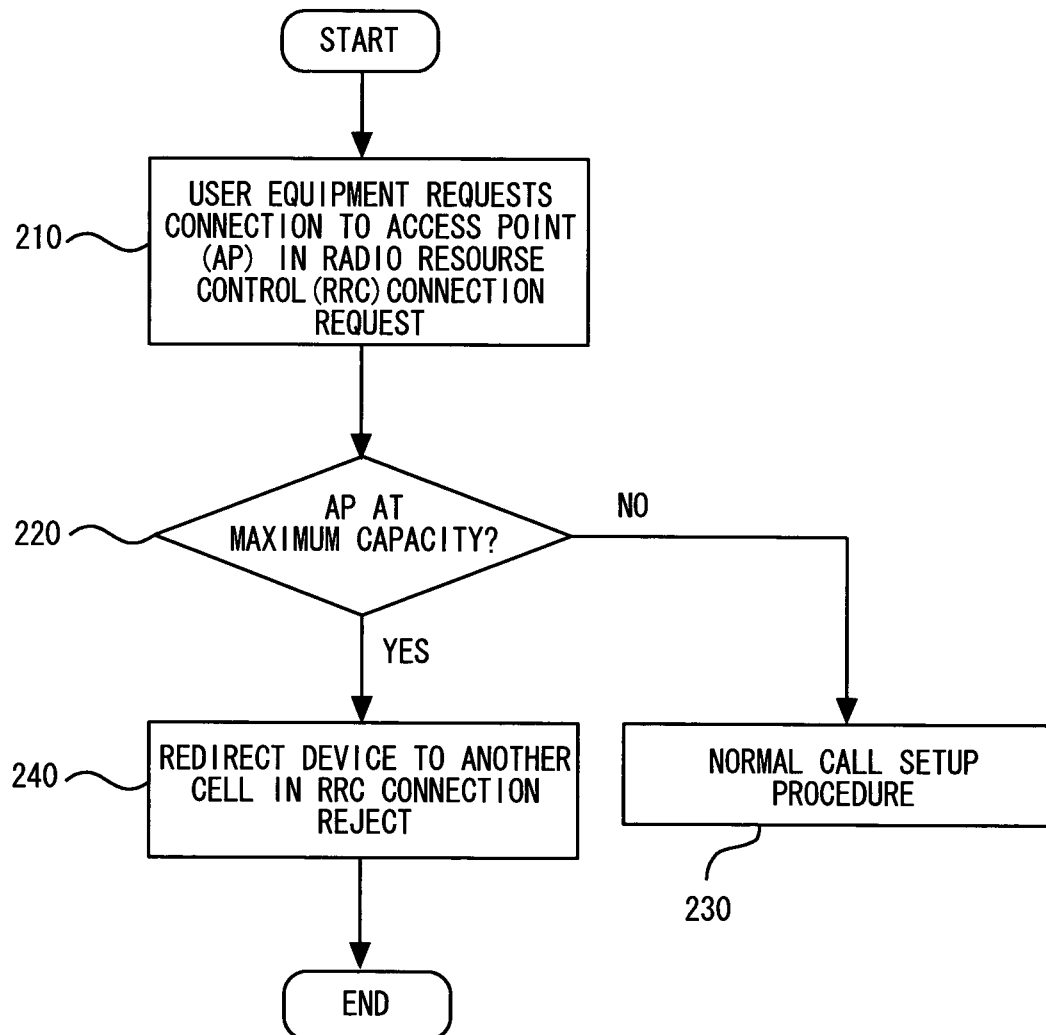 START
210
USER EQUIPMENT REQUESTS
CONNECTION TO ACCESS POINT
(AP) IN RADIO RESOURSE
CONTROL(RRC)CONNECTION
REQUEST
220
AP AT
MAXIMUM CAPACITY?
NO
YES
240
REDIRECT DEVICE TO ANOTHER
CELL IN RRC CONNECTION
REJECT
NORMAL CALL SETUP
PROCEDURE
230
END